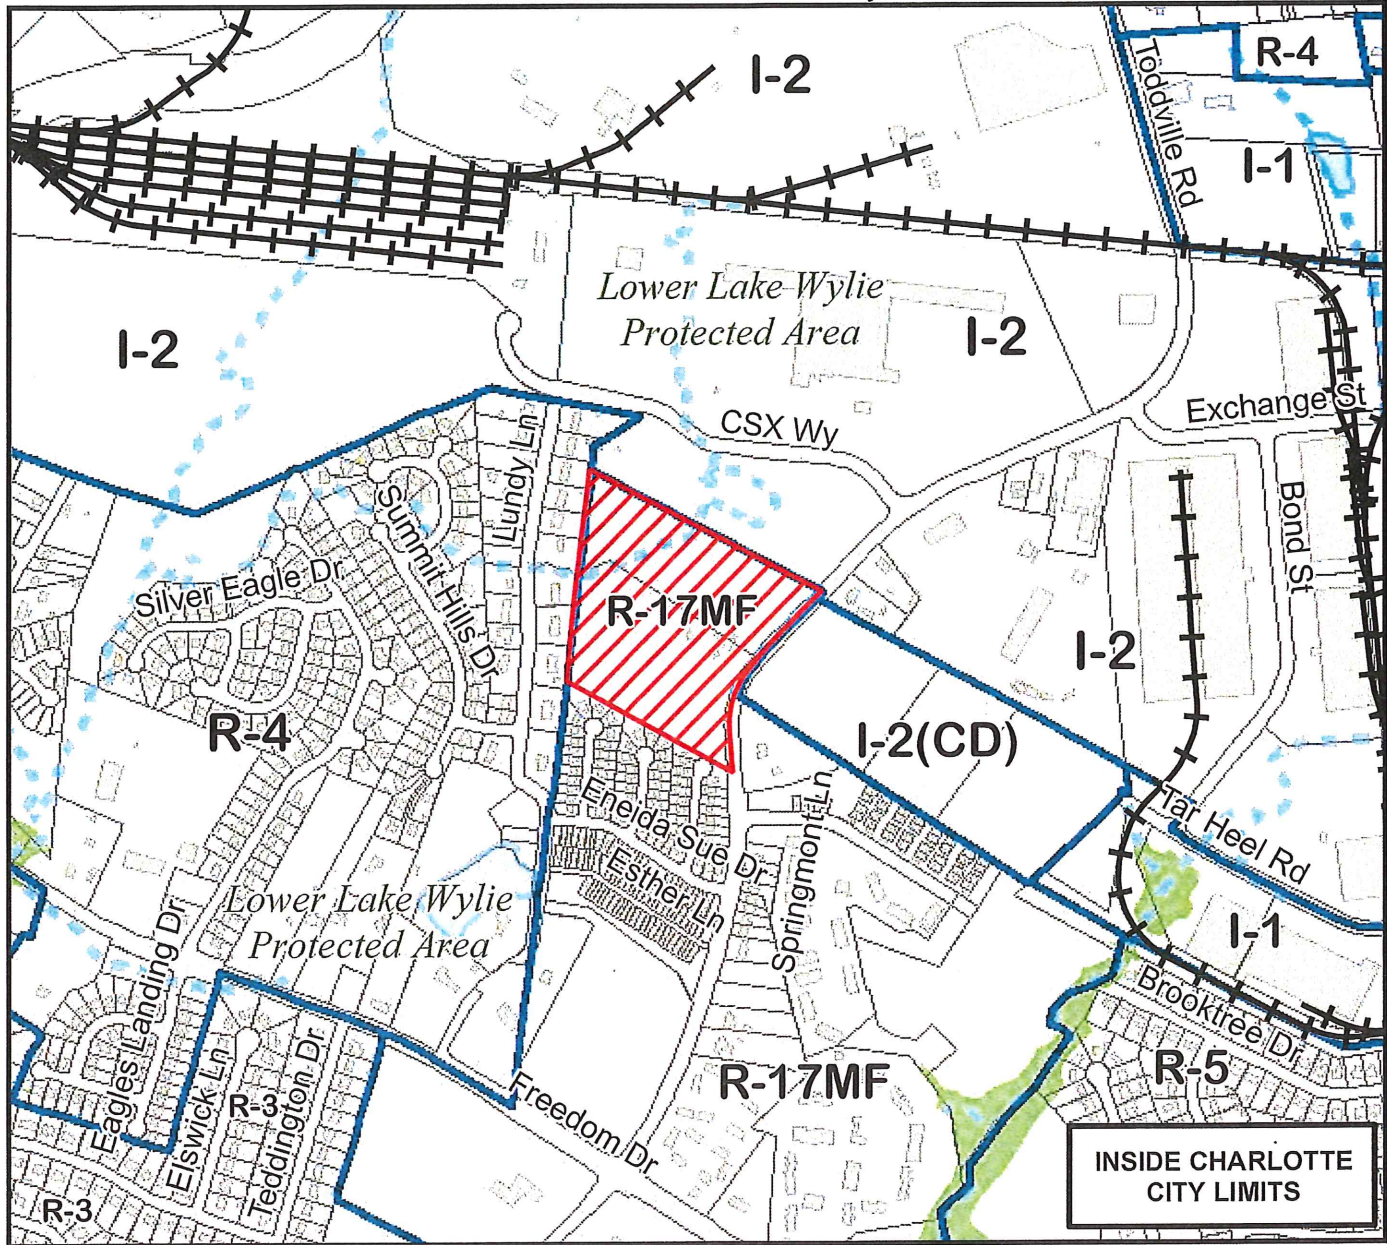 R-4
I-2
Toddville Rd
I-1
Lower Lake Wylie
Protected Area
I-2
I-2
Exchange St
CSX Wy
Lundy Ln
Summit Hills Dr
Bond St
Silver Eagle Dr
R-17MF
I-2
R-4
I-2(CD)
Eneida Sue Dr
Springmont Ln
Tar Heel Rd
Esther Ln
Lower Lake Wylie
Protected Area
I-1
Eagles Landing Dr
Brooktree Dr
Elswick Ln
Teddington Dr
R-3
Freedom Dr
R-17MF
R-5
R-3
INSIDE CHARLOTTE
CITY LIMITS